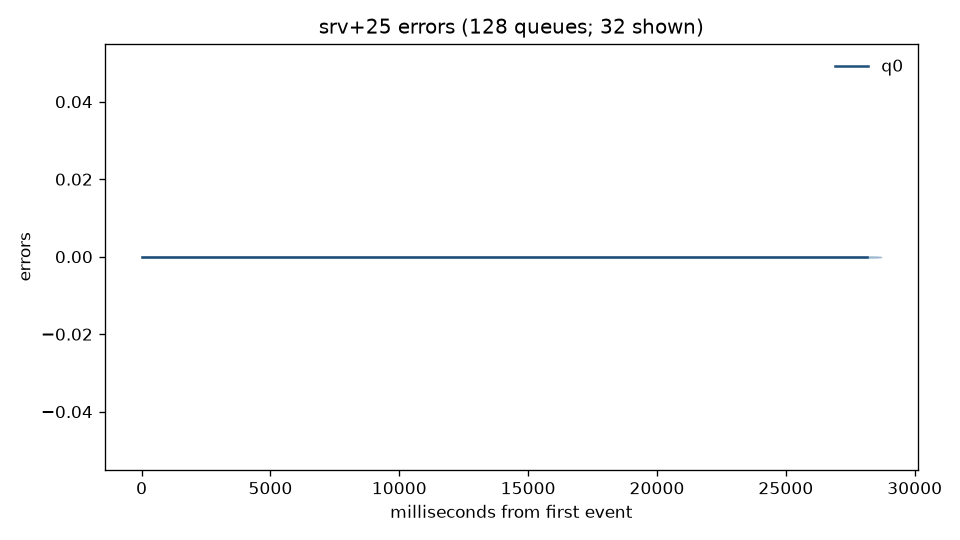 srv+25 errors (128 queues; 32 shown)
q0
0.04
0.02
0.00
−0.02
−0.04
errors
0 5000 10000 15000 20000 25000 30000
milliseconds from first event